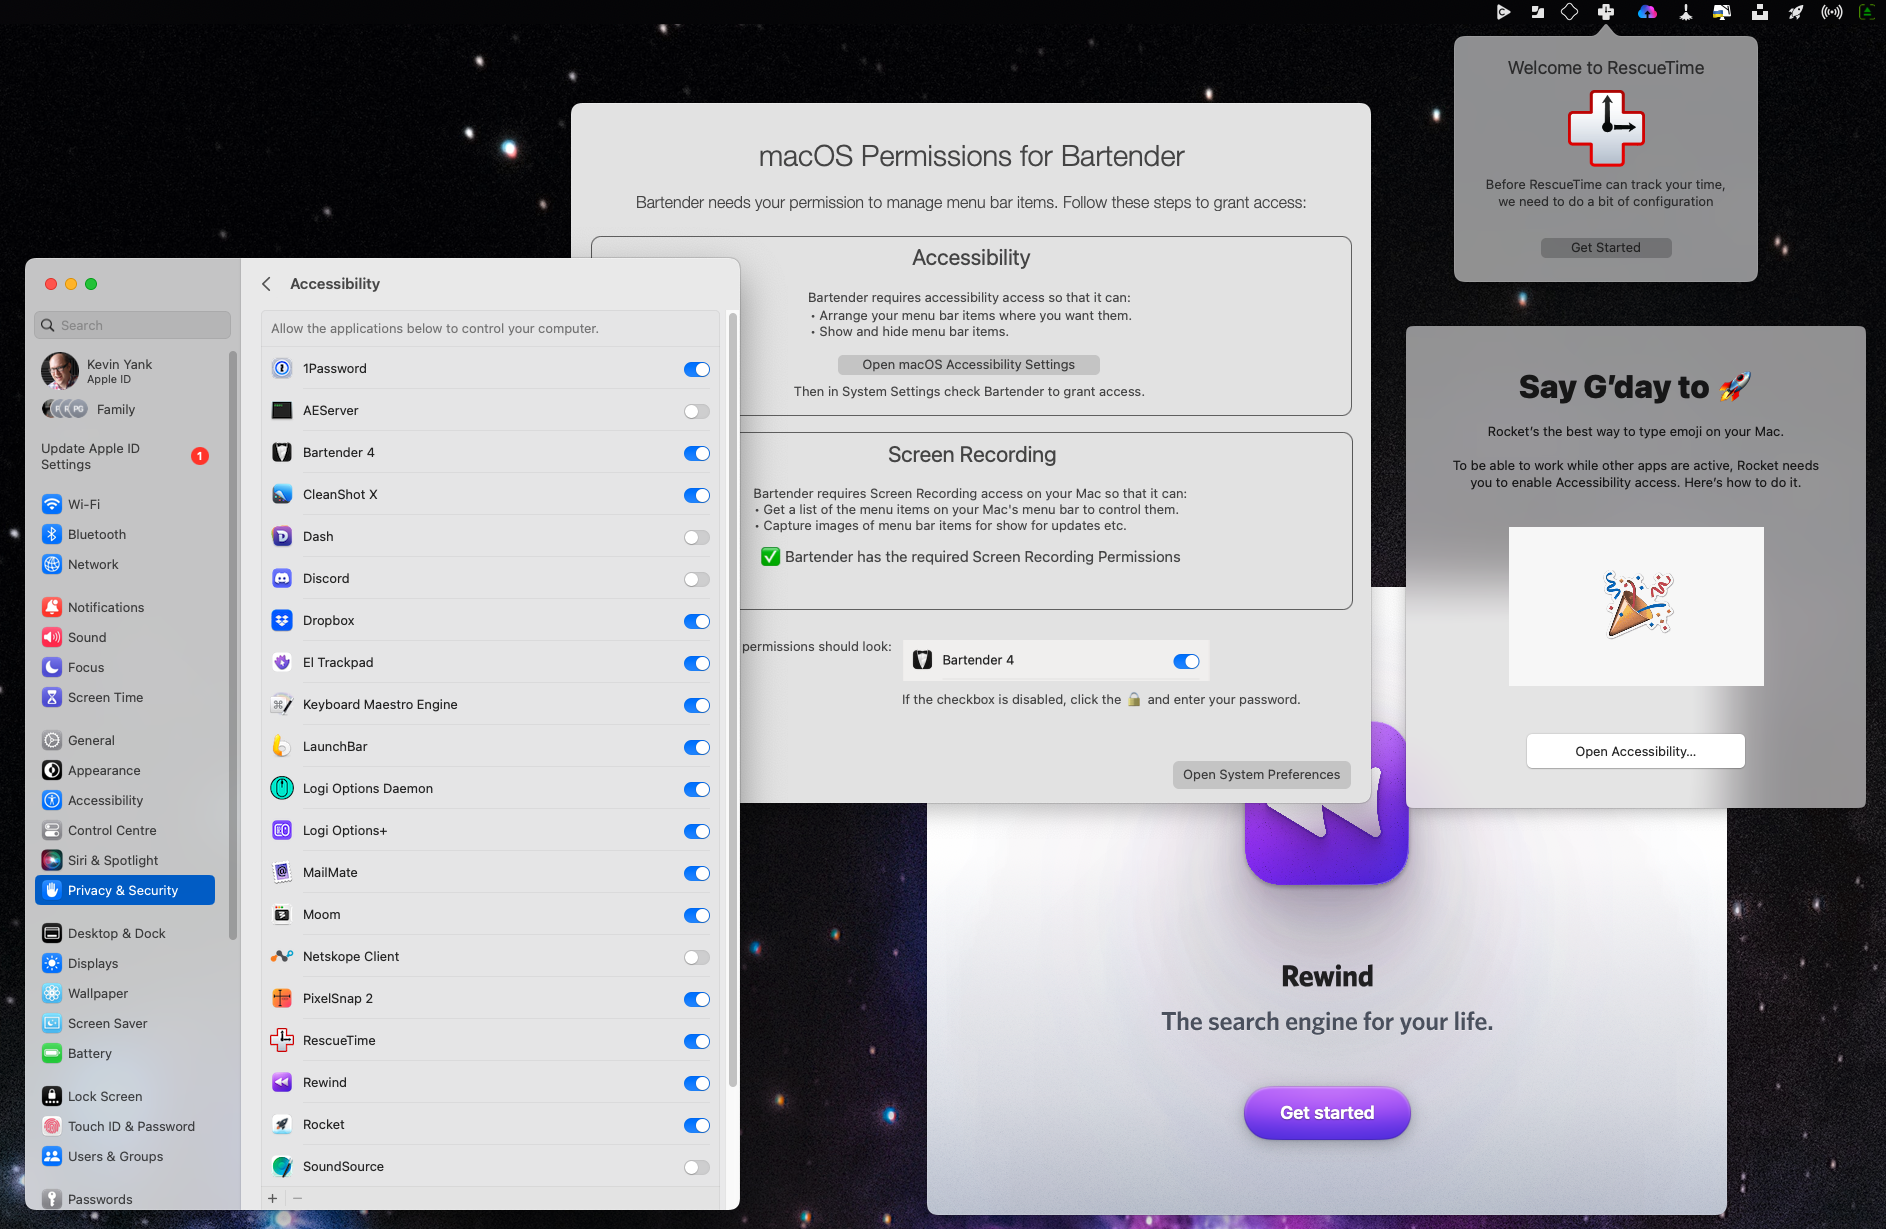 Welcome to RescueTime
Before RescueTime can track your time,
we need to do a bit of configuration
Get Started
macOS Permissions for Bartender
Bartender needs your permission to manage menu bar items. Follow these steps to grant access:
Accessibility
Bartender requires accessibility access so that it can:
• Arrange your menu bar items where you want them.
• Show and hide menu bar items.
Open macOS Accessibility Settings
Then in System Settings check Bartender to grant access.
Screen Recording
Bartender requires Screen Recording access on your Mac so that it can:
• Get a list of the menu items on your Mac's menu bar to control them.
• Capture images of menu bar items for show for updates etc.
✅ Bartender has the required Screen Recording Permissions
permissions should look:
Bartender 4
If the checkbox is disabled, click the 🔒 and enter your password.
Open System Preferences
Search
Kevin Yank
Apple ID
PG
Family
Update Apple ID
Settings
1
Wi-Fi
Bluetooth
Network
Notifications
Sound
Focus
Screen Time
General
Appearance
Accessibility
Control Centre
Siri & Spotlight
Privacy & Security
Desktop & Dock
Displays
Wallpaper
Screen Saver
Battery
Lock Screen
Touch ID & Password
Users & Groups
Passwords
Accessibility
Allow the applications below to control your computer.
1Password
AEServer
Bartender 4
CleanShot X
Dash
Discord
Dropbox
El Trackpad
Keyboard Maestro Engine
LaunchBar
Logi Options Daemon
Logi Options+
MailMate
Moom
Netskope Client
PixelSnap 2
RescueTime
Rewind
Rocket
SoundSource
+ −
Say G’day to 🚀
Rocket’s the best way to type emoji on your Mac.
To be able to work while other apps are active, Rocket needs
you to enable Accessibility access. Here’s how to do it.
Open Accessibility…
Rewind
The search engine for your life.
Get started